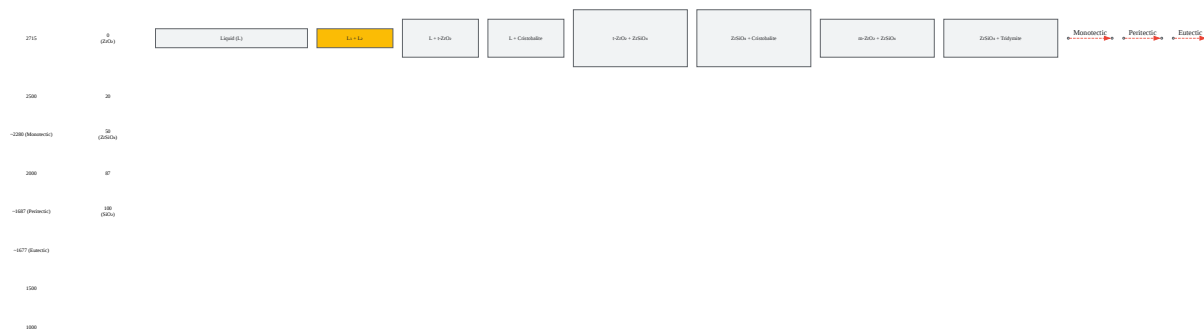 Monotectic
Peritectic
Eutectic
2715
0
(ZrO₂)
Liquid (L)
L₁ + L₂
L + t-ZrO₂
L + Cristobalite
t-ZrO₂ + ZrSiO₄
ZrSiO₄ + Cristobalite
m-ZrO₂ + ZrSiO₄
ZrSiO₄ + Tridymite
2500
20
~2280 (Monotectic)
50
(ZrSiO₄)
2000
87
~1687 (Peritectic)
100
(SiO₂)
~1677 (Eutectic)
1500
1000